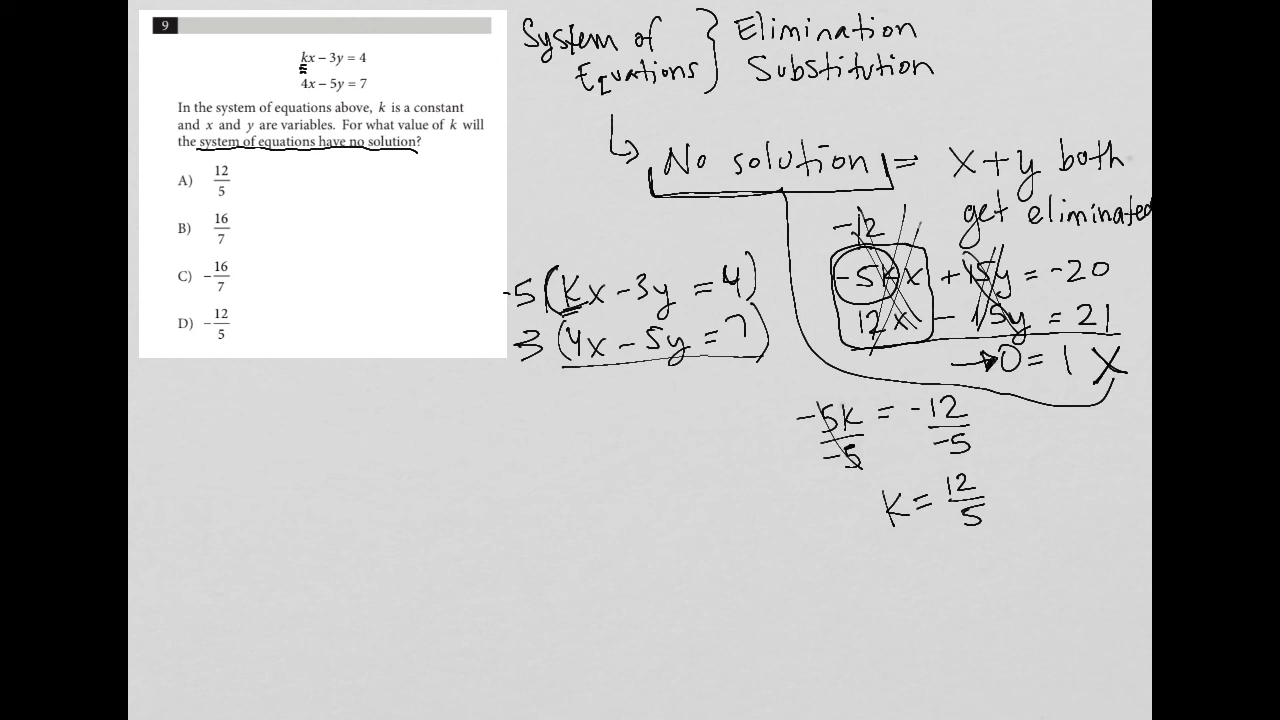 9
kx − 3y = 4
4x − 5y = 7
In the system of equations above, k is a constant
and x and y are variables. For what value of k will
the system of equations have no solution?
A) 12/5
B) 16/7
C) −16/7
D) −12/5
System of
Equations
} Elimination
Substitution
↳ No solution = x + y both
get eliminated
-5(kx - 3y = 4)
3(4x - 5y = 7)
-12
-5kx + 15y = -20
12x - 15y = 21
→ 0 = 1 X
-5k/-5 = -12/-5
k = 12/5